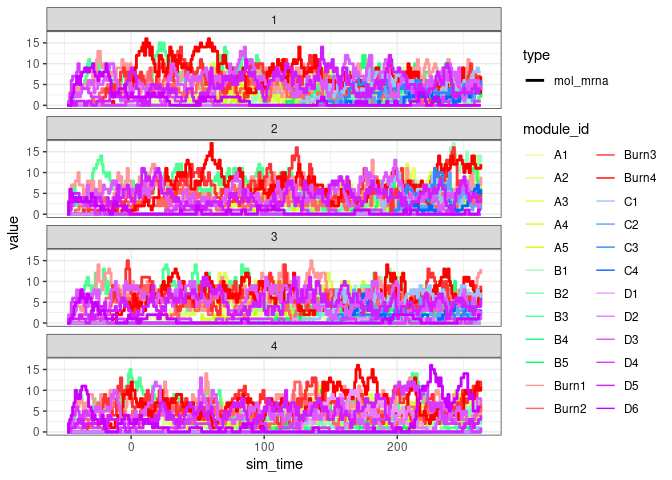 1
15
10
5
0
2
15
10
5
0
3
15
10
5
0
4
15
10
5
0
value
0
100
200
sim_time
type
mol_mrna
module_id
A1
A2
A3
A4
A5
B1
B2
B3
B4
B5
Burn1
Burn2
Burn3
Burn4
C1
C2
C3
C4
D1
D2
D3
D4
D5
D6